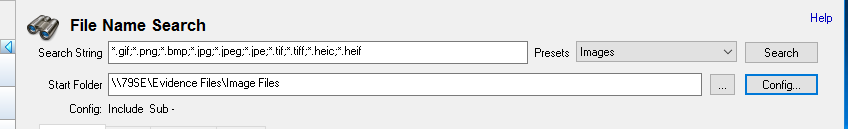 File Name Search
Help
Search String *.gif;*.png;*.bmp;*.jpg;*.jpeg;*.jpe;*.tif;*.tiff;*.heic;*.heif Presets Images Search
Start Folder \\79SE\Evidence Files\Image Files ... Config...
Config: Include Sub -